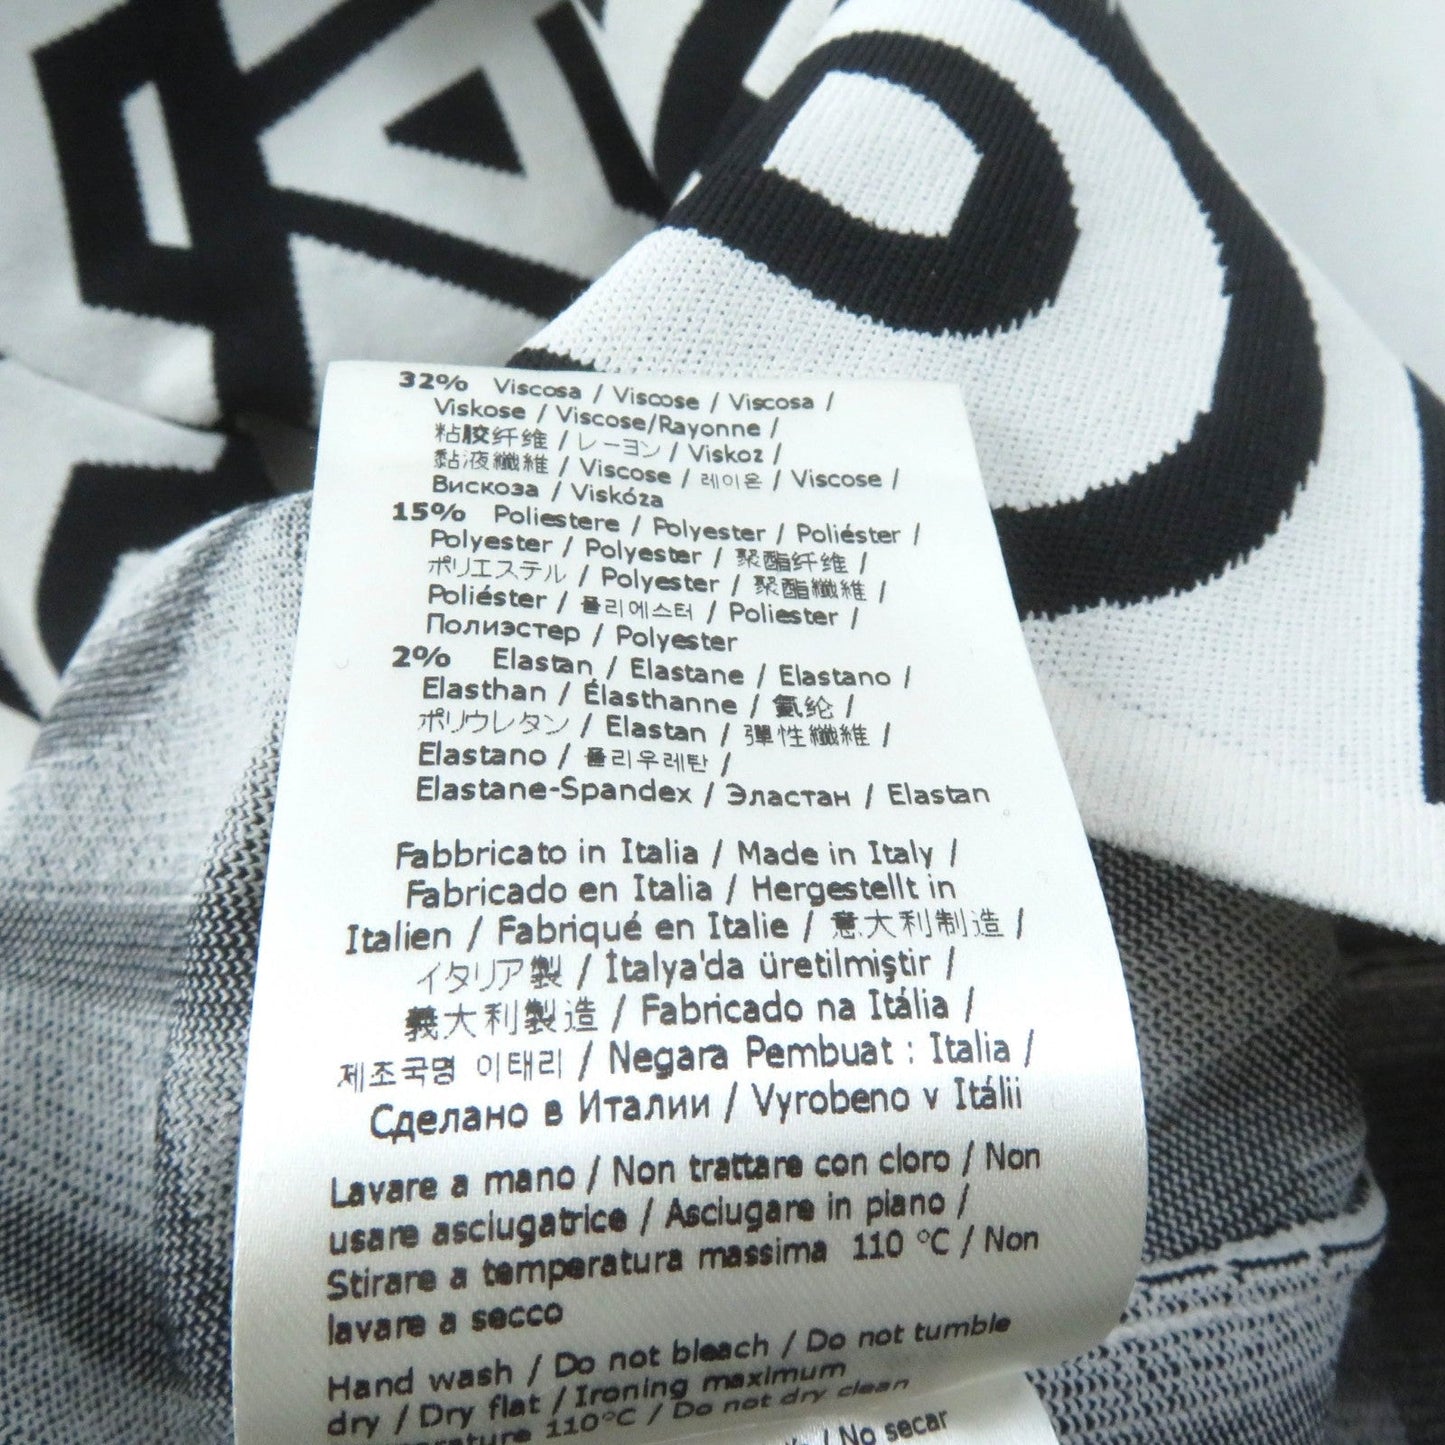 32% Viscosa / Viscose / Viscosa /
Viskose / Viscose/Rayonne /
粘胶纤维 / レーヨン / Viskoz /
黏液纖維 / Viscose / 레이온 / Viscose /
Вискоза / Viskóza
15% Poliestere / Polyester / Poliéster /
Polyester / Polyester / 聚酯纤维 /
ポリエステル / Polyester / 聚酯纖維 /
Poliéster / 폴리에스터 / Poliester /
Полиэстер / Polyester
2% Elastan / Elastane / Elastano /
Elasthan / Élasthanne / 氨纶 /
ポリウレタン / Elastan / 彈性纖維 /
Elastano / 폴리우레탄 /
Elastane-Spandex / Эластан / Elastan
Fabbricato in Italia / Made in Italy /
Fabricado en Italia / Hergestellt in
Italien / Fabriqué en Italie / 意大利制造 /
イタリア製 / İtalya'da üretilmiştir /
義大利製造 / Fabricado na Itália /
제조국명 이태리 / Negara Pembuat : Italia /
Сделано в Италии / Vyrobeno v Itálii
Lavare a mano / Non trattare con cloro / Non
usare asciugatrice / Asciugare in piano /
Stirare a temperatura massima 110 °C / Non
lavare a secco
Hand wash / Do not bleach / Do not tumble
dry / Dry flat / Ironing maximum
110°C / Do not dry clean
/ No secar